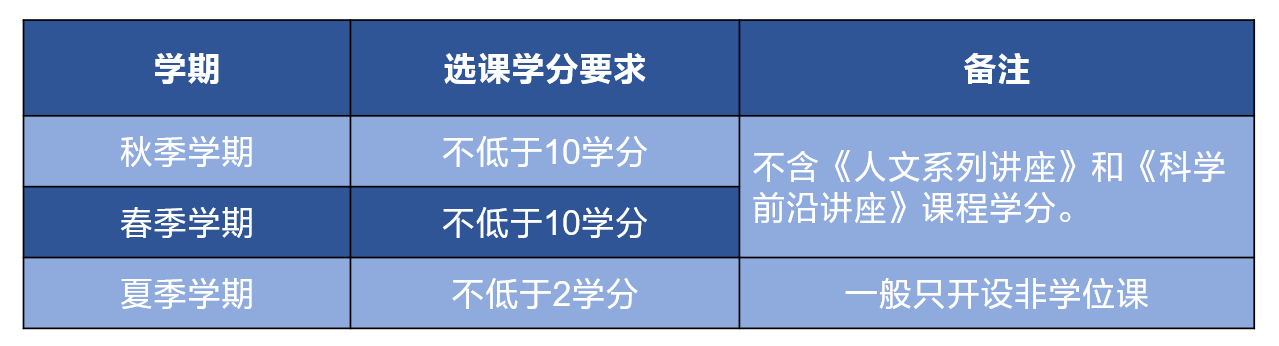 学期 选课学分要求 备注
秋季学期 不低于10学分
不含《人文系列讲座》和《科学
前沿讲座》课程学分。
春季学期 不低于10学分
夏季学期 不低于2学分 一般只开设非学位课